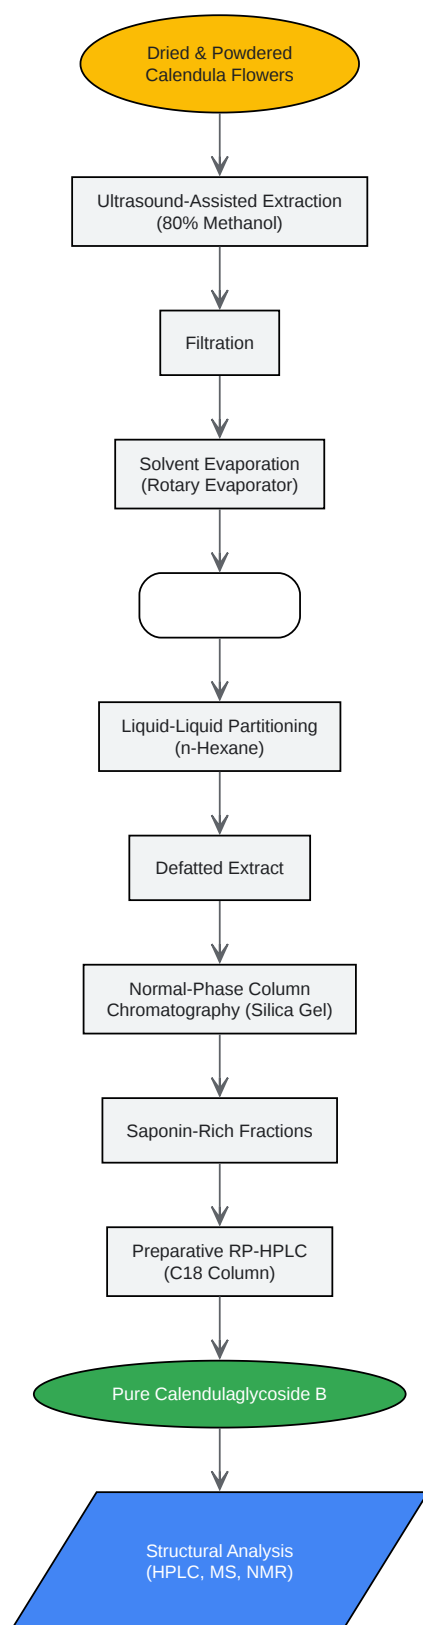 Dried & Powdered
Calendula Flowers
Ultrasound-Assisted Extraction
(80% Methanol)
Filtration
Solvent Evaporation
(Rotary Evaporator)
Liquid-Liquid Partitioning
(n-Hexane)
Defatted Extract
Normal-Phase Column
Chromatography (Silica Gel)
Saponin-Rich Fractions
Preparative RP-HPLC
(C18 Column)
Pure Calendulaglycoside B
Structural Analysis
(HPLC, MS, NMR)